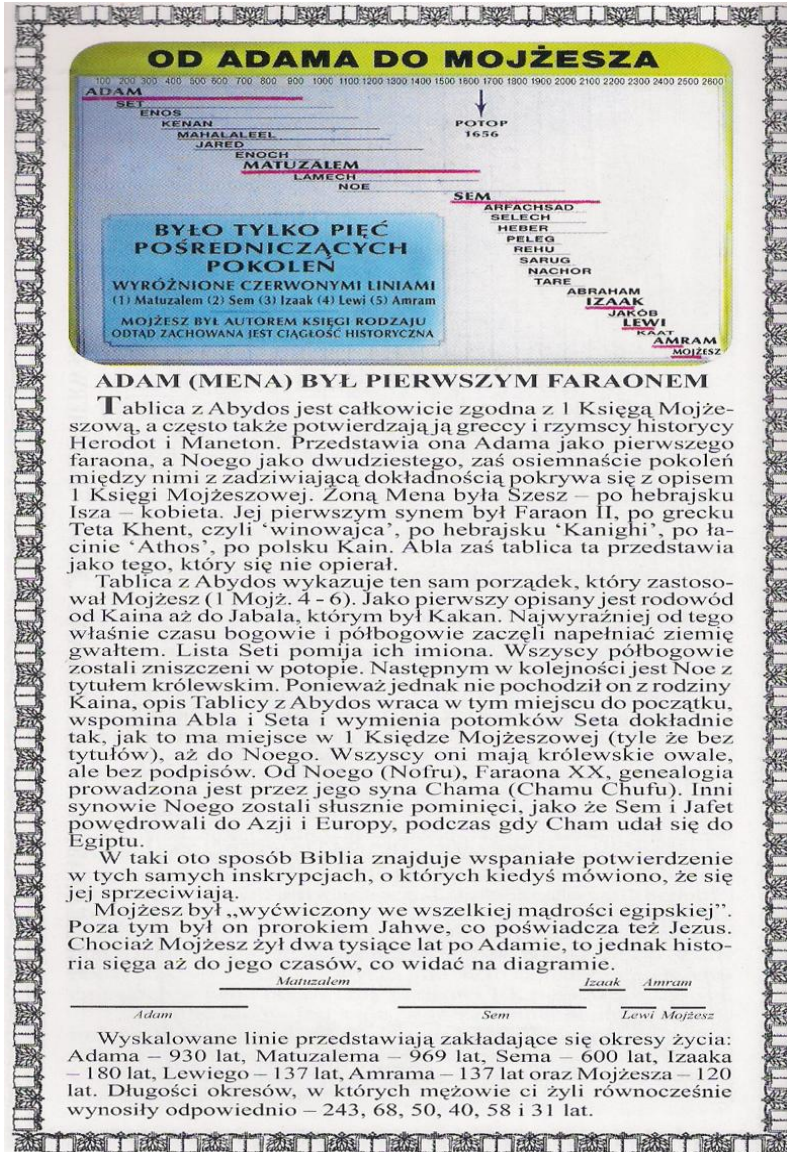 OD ADAMA DO MOJŻESZA
100 200 300 400 500 600 700 800 900 1000 1100 1200 1300 1400 1500 1600 1700 1800 1900 2000 2100 2200 2300 2400 2500 2600
ADAM
SET
ENOS
KENAN
MAHALALEEL
JARED
ENOCH
MATUZALEM
LAMECH
NOE
POTOP
1656
SEM
ARFACHSAD
SELECH
HEBER
PELEG
REHU
SARUG
NACHOR
TARE
ABRAHAM
IZAAK
JAKÓB
LEWI
KAAT
AMRAM
MOJŻESZ
BYŁO TYLKO PIĘĆ
POŚREDNICZĄCYCH
POKOLEŃ
WYRÓŻNIONE CZERWONYMI LINIAMI
(1) Matuzalem (2) Sem (3) Izaak (4) Lewi (5) Amram
MOJŻESZ BYŁ AUTOREM KSIĘGI RODZAJU
ODTĄD ZACHOWANA JEST CIĄGŁOŚĆ HISTORYCZNA
ADAM (MENA) BYŁ PIERWSZYM FARAONEM
Tablica z Abydos jest całkowicie zgodna z 1 Księgą Mojże-
szową, a często także potwierdzają ją greccy i rzymscy historycy
Herodot i Maneton. Przedstawia ona Adama jako pierwszego
faraona, a Noego jako dwudziestego, zaś osiemnaście pokoleń
między nimi z zadziwiającą dokładnością pokrywa się z opisem
1 Księgi Mojżeszowej. Żoną Mena była Szesz – po hebrajsku
Isza – kobieta. Jej pierwszym synem był Faraon II, po grecku
Teta Khent, czyli ‘winowajca’, po hebrajsku ‘Kanighi’, po ła-
cinie ‘Athos’, po polsku Kain. Abla zaś tablica ta przedstawia
jako tego, który się nie opierał.
Tablica z Abydos wykazuje ten sam porządek, który zastoso-
wał Mojżesz (1 Mojż. 4 - 6). Jako pierwszy opisany jest rodowód
od Kaina aż do Jabala, którym był Kakan. Najwyraźniej od tego
właśnie czasu bogowie i półbogowie zaczęli napełniać ziemię
gwałtem. Lista Seti pomija ich imiona. Wszyscy półbogowie
zostali zniszczeni w potopie. Następnym w kolejności jest Noe z
tytułem królewskim. Ponieważ jednak nie pochodził on z rodziny
Kaina, opis Tablicy z Abydos wraca w tym miejscu do początku,
wspomina Abla i Seta i wymienia potomków Seta dokładnie
tak, jak to ma miejsce w 1 Księdze Mojżeszowej (tyle że bez
tytułów), aż do Noego. Wszyscy oni mają królewskie owale,
ale bez podpisów. Od Noego (Nofru), Faraona XX, genealogia
prowadzona jest przez jego syna Chama (Chamu Chufu). Inni
synowie Noego zostali słusznie pominięci, jako że Sem i Jafet
powędrowali do Azji i Europy, podczas gdy Cham udał się do
Egiptu.
W taki oto sposób Biblia znajduje wspaniałe potwierdzenie
w tych samych inskrypcjach, o których kiedyś mówiono, że się
jej sprzeciwiają.
Mojżesz był „wyćwiczony we wszelkiej mądrości egipskiej”.
Poza tym był on prorokiem Jahwe, co poświadcza też Jezus.
Chociaż Mojżesz żył dwa tysiące lat po Adamie, to jednak histo-
ria sięga aż do jego czasów, co widać na diagramie.
Matuzalem Izaak Amram
Adam Sem Lewi Mojżesz
Wyskalowane linie przedstawiają zakładające się okresy życia:
Adama – 930 lat, Matuzalema – 969 lat, Sema – 600 lat, Izaaka
– 180 lat, Lewiego – 137 lat, Amrama – 137 lat oraz Mojżesza – 120
lat. Długości okresów, w których mężowie ci żyli równocześnie
wynosiły odpowiednio – 243, 68, 50, 40, 58 i 31 lat.